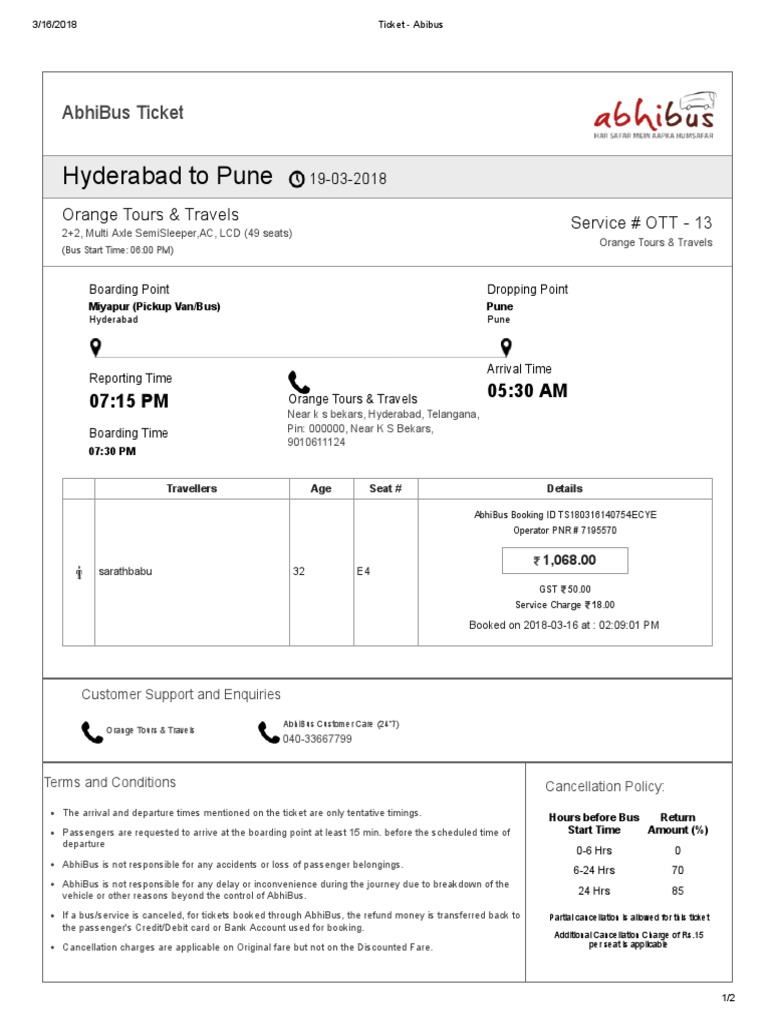 3/16/2018 Ticket - Abibus
AbhiBus Ticket
abhibus
HAR SAFAR MEIN AAPKA HUMSAFAR
Hyderabad to Pune 19-03-2018
Orange Tours & Travels
2+2, Multi Axle SemiSleeper,AC, LCD (49 seats)
(Bus Start Time: 06:00 PM)
Service # OTT - 13
Orange Tours & Travels
Boarding Point
Miyapur (Pickup Van/Bus)
Hyderabad
Dropping Point
Pune
Pune
Reporting Time
07:15 PM
Boarding Time
07:30 PM
Orange Tours & Travels
Near k s bekars, Hyderabad, Telangana,
Pin: 000000, Near K S Bekars,
9010611124
Arrival Time
05:30 AM
Travellers Age Seat # Details
sarathbabu 32 E4
AbhiBus Booking ID TS180316140754ECYE
Operator PNR # 7195570
₹ 1,068.00
GST ₹ 50.00
Service Charge ₹ 18.00
Booked on 2018-03-16 at : 02:09:01 PM
Customer Support and Enquiries
Orange Tours & Travels
AbhiBus Customer Care (24*7)
040-33667799
Terms and Conditions
• The arrival and departure times mentioned on the ticket are only tentative timings.
• Passengers are requested to arrive at the boarding point at least 15 min. before the scheduled time of
departure
• AbhiBus is not responsible for any accidents or loss of passenger belongings.
• AbhiBus is not responsible for any delay or inconvenience during the journey due to breakdown of the
vehicle or other reasons beyond the control of AbhiBus.
• If a bus/service is canceled, for tickets booked through AbhiBus, the refund money is transferred back to
the passenger's Credit/Debit card or Bank Account used for booking.
• Cancellation charges are applicable on Original fare but not on the Discounted Fare.
Cancellation Policy:
Hours before Bus Return
Start Time Amount (%)
0-6 Hrs 0
6-24 Hrs 70
24 Hrs 85
Partial cancellation is allowed for this ticket
Additional Cancellation Charge of Rs.15
per seat is applicable
1/2